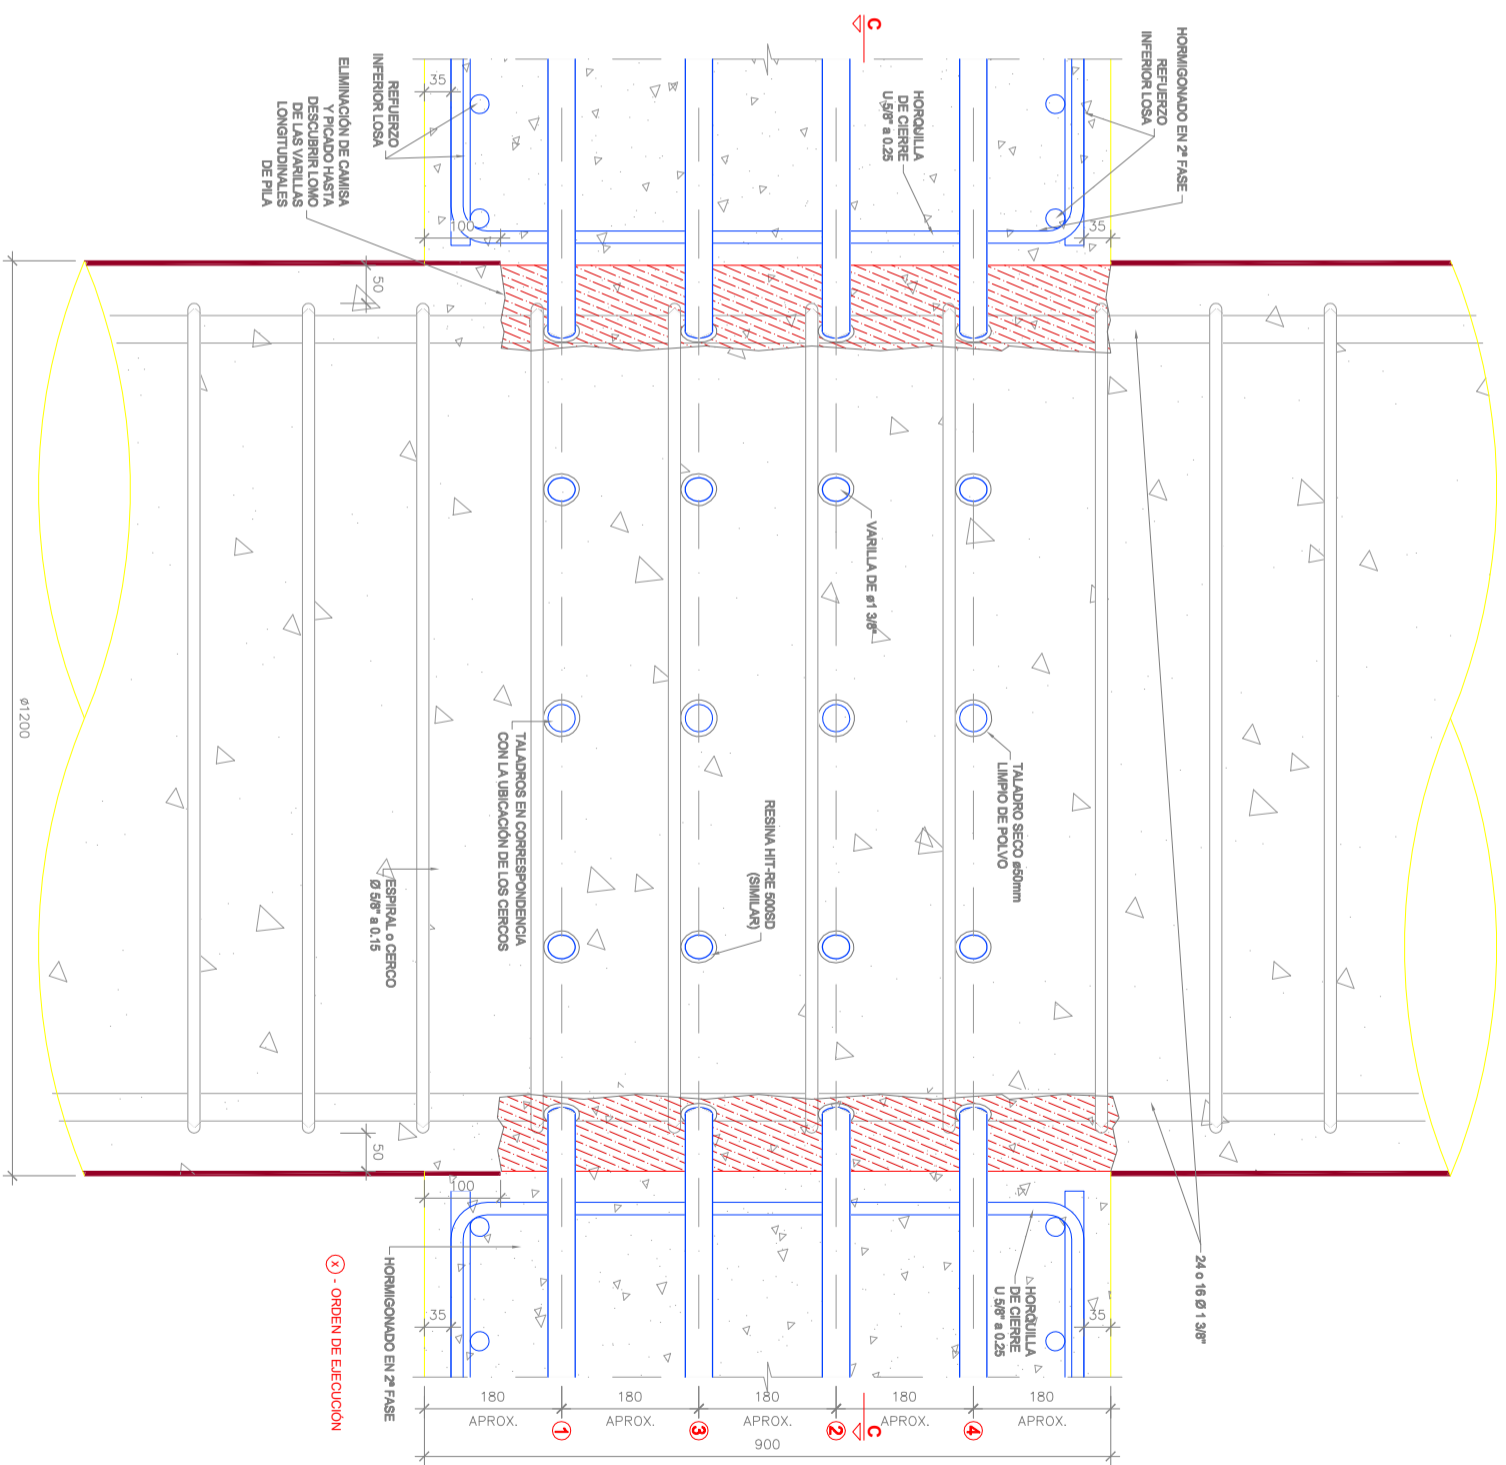 HORMIGONADO EN 2ª FASE
REFUERZO
INFERIOR LOSA
C
HORQUILLA
DE CIERRE
U 5/8" a 0.25
REFUERZO
INFERIOR LOSA
ELIMINACIÓN DE CAMISA
Y PICADO HASTA
DESCUBRIR LOMO
DE LAS VARILLAS
LONGITUDINALES
DE PILA
35
35
100
50
VARILLA DE ø1 3/8"
TALADRO SECO ø50mm
LIMPIO DE POLVO
RESINA HIT-RE 500SD
(SIMILAR)
TALADROS EN CORRESPONDENCIA
CON LA UBICACIÓN DE LOS CERCOS
ESPIRAL o CERCO
Ø 5/8" a 0.15
ø1200
50
100
35
35
24 o 16 Ø 1 3/8"
HORQUILLA
DE CIERRE
U 5/8" a 0.25
HORMIGONADO EN 2ª FASE
X - ORDEN DE EJECUCIÓN
180
APROX.
180
APROX.
180
APROX.
180
APROX.
180
APROX.
1
3
2
C
4
900